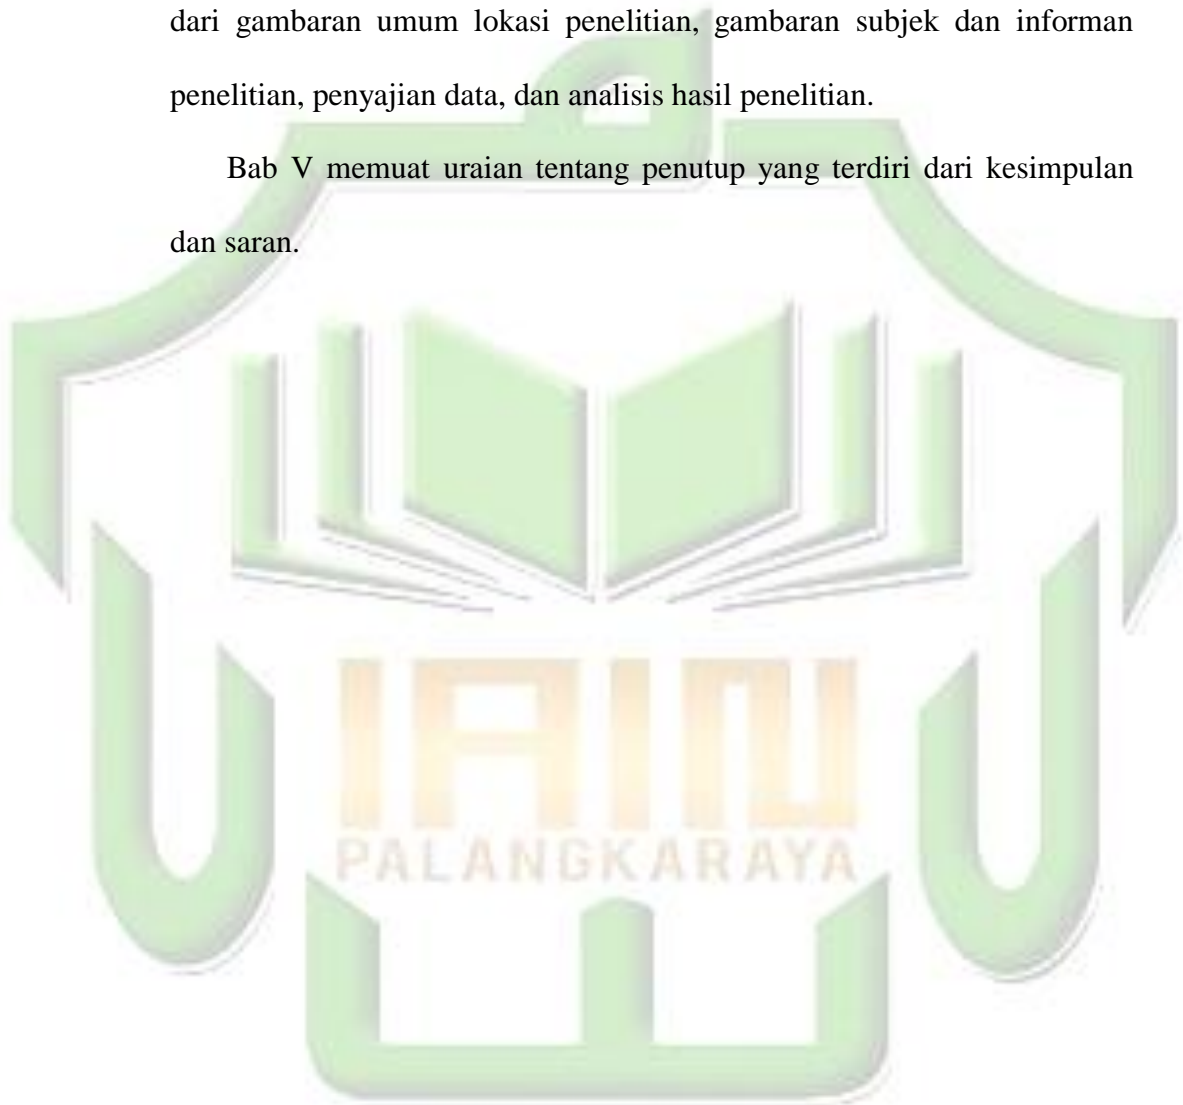 dari gambaran umum lokasi penelitian, gambaran subjek dan informan
penelitian, penyajian data, dan analisis hasil penelitian.
Bab V memuat uraian tentang penutup yang terdiri dari kesimpulan
dan saran.
IAIN
PALANGKARAYA